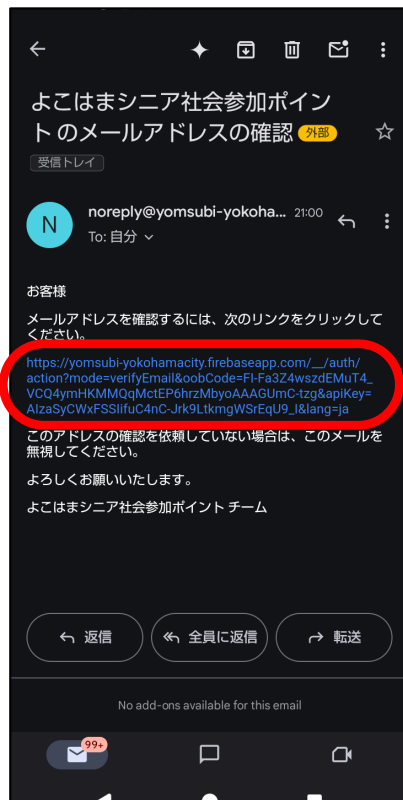 よこはまシニア社会参加ポイン
トのメールアドレスの確認 外部
受信トレイ
N
noreply@yomsubi-yokoha... 21:00
To: 自分
お客様
メールアドレスを確認するには、次のリンクをクリックして
ください。
https://yomsubi-yokohamacity.firebaseapp.com/__/auth/
action?mode=verifyEmail&oobCode=FI-Fa3Z4wszdEMuT4_
VCQ4ymHKMMQqMctEP6hrzMbyoAAAGUmC-tzg&apiKey=
AIzaSyCWxFSSIifuC4nC-Jrk9LtkmgWSrEqU9_I&lang=ja
このアドレスの確認を依頼していない場合は、このメールを
無視してください。
よろしくお願いいたします。
よこはまシニア社会参加ポイント チーム
返信
全員に返信
転送
No add-ons available for this email
99+